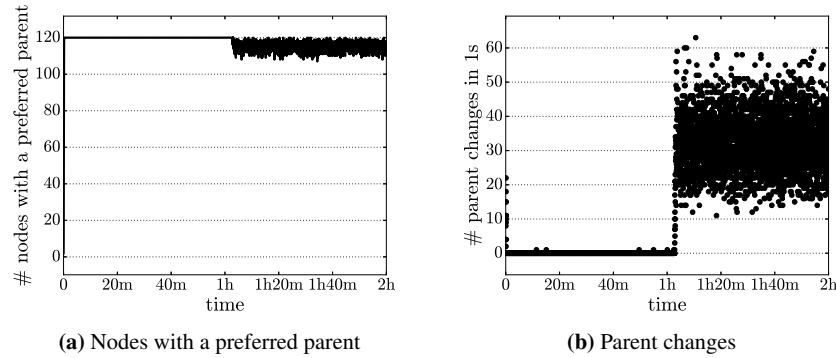 # nodes with a preferred parent
120
100
80
60
40
20
0
0 20m 40m 1h 1h20m 1h40m 2h
time
(a) Nodes with a preferred parent
# parent changes in 1s
60
50
40
30
20
10
0
0 20m 40m 1h 1h20m 1h40m 2h
time
(b) Parent changes